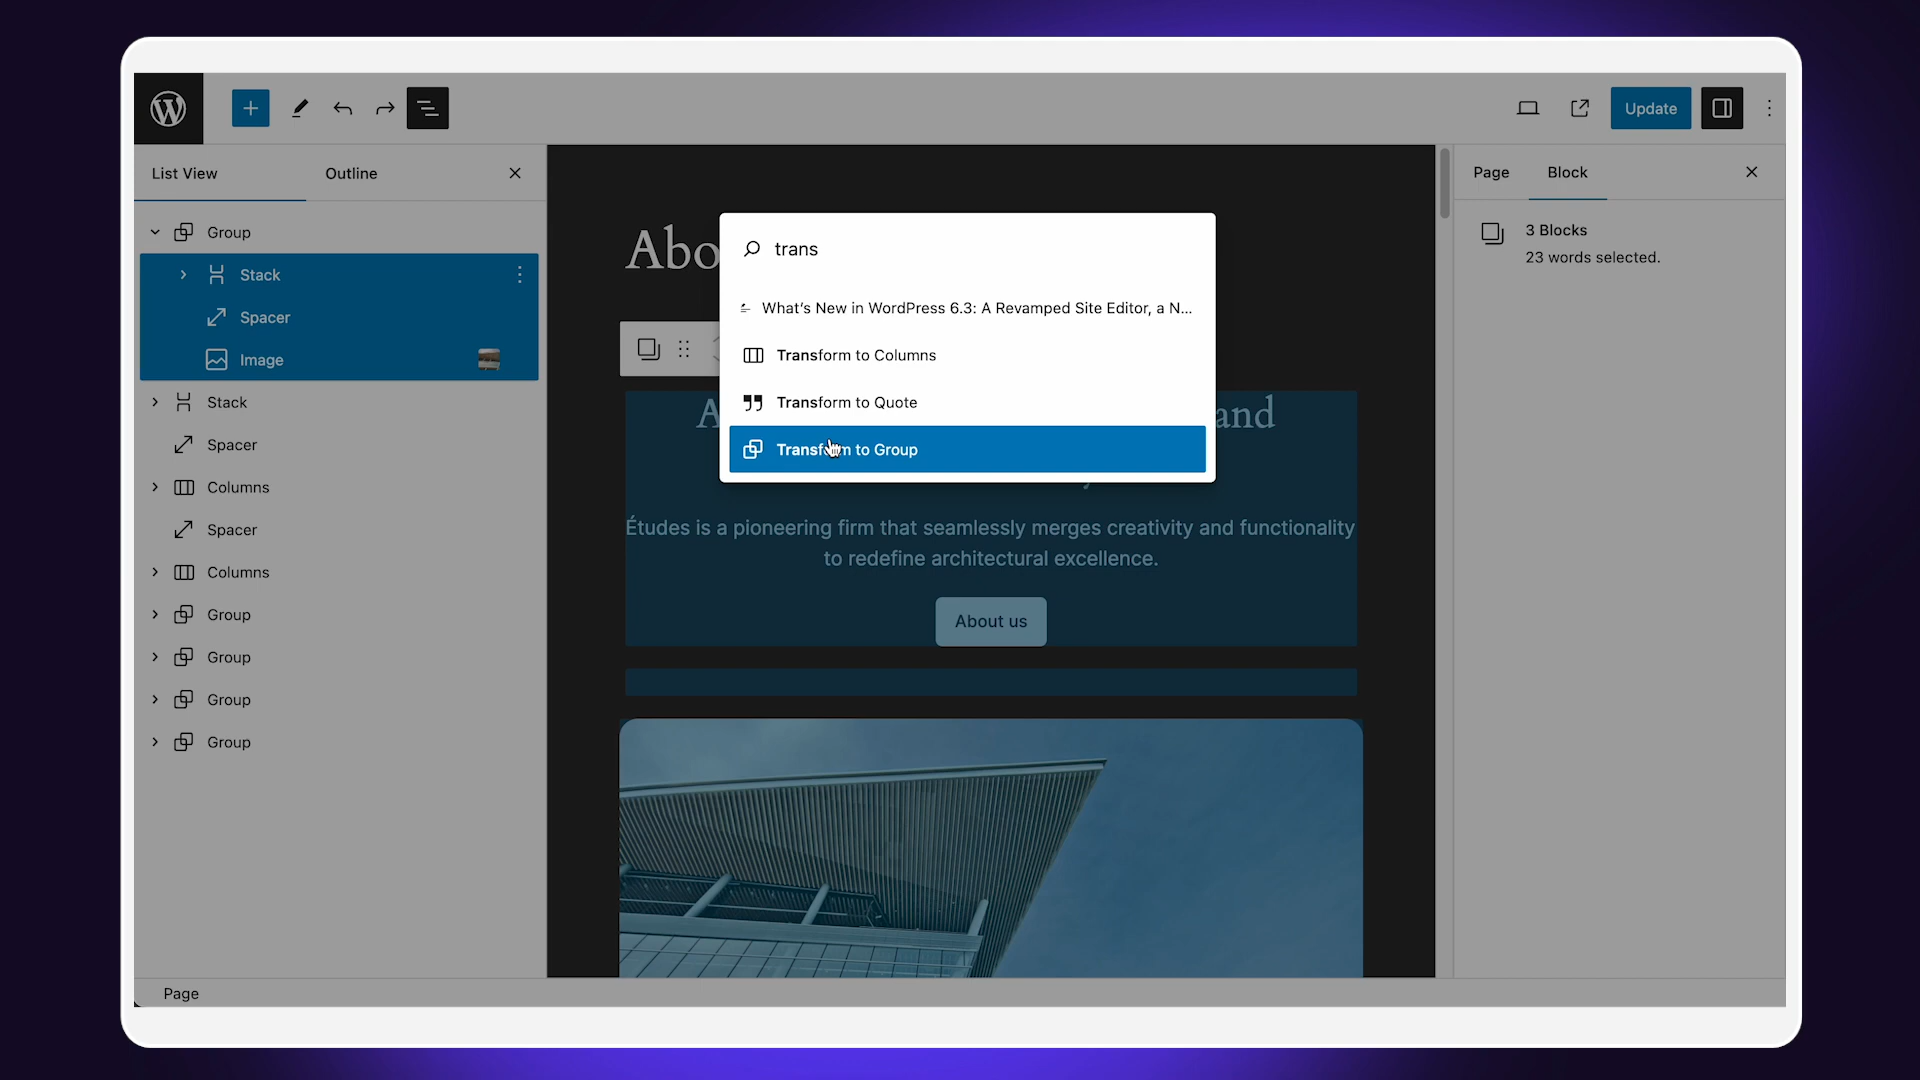 Update
List View
Outline
Group
Stack
Spacer
Image
Stack
Spacer
Columns
Spacer
Columns
Group
Group
Group
Group
Abo
trans
What's New in WordPress 6.3: A Revamped Site Editor, a N...
Transform to Columns
Transform to Quote
Transform to Group
A
and
Études is a pioneering firm that seamlessly merges creativity and functionality
to redefine architectural excellence.
About us
Page
Block
3 Blocks
23 words selected.
Page